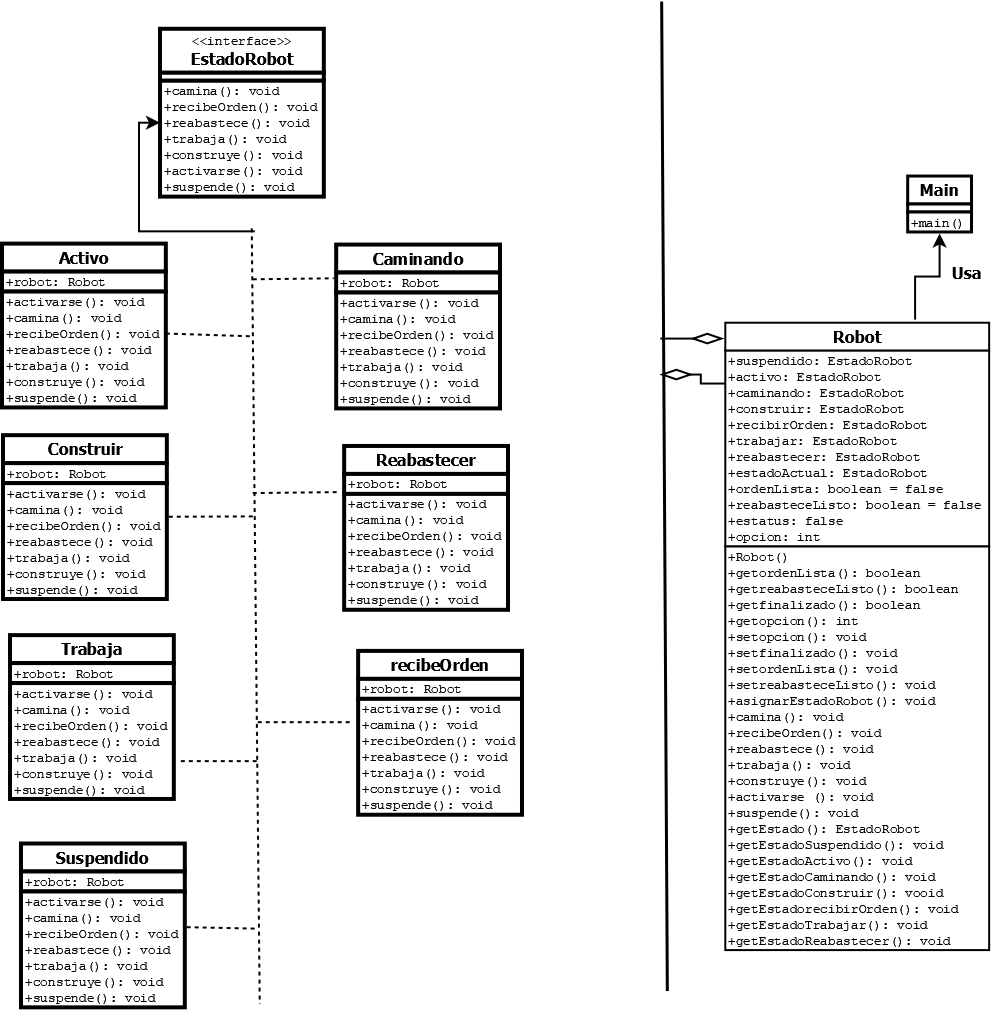 <<interface>>
EstadoRobot
+camina(): void
+recibeOrden(): void
+reabastece(): void
+trabaja(): void
+construye(): void
+activarse(): void
+suspende(): void
Activo
+robot: Robot
+activarse(): void
+camina(): void
+recibeOrden(): void
+reabastece(): void
+trabaja(): void
+construye(): void
+suspende(): void
Caminando
+robot: Robot
+activarse(): void
+camina(): void
+recibeOrden(): void
+reabastece(): void
+trabaja(): void
+construye(): void
+suspende(): void
Construir
+robot: Robot
+activarse(): void
+camina(): void
+recibeOrden(): void
+reabastece(): void
+trabaja(): void
+construye(): void
+suspende(): void
Reabastecer
+robot: Robot
+activarse(): void
+camina(): void
+recibeOrden(): void
+reabastece(): void
+trabaja(): void
+construye(): void
+suspende(): void
Trabaja
+robot: Robot
+activarse(): void
+camina(): void
+recibeOrden(): void
+reabastece(): void
+trabaja(): void
+construye(): void
+suspende(): void
recibeOrden
+robot: Robot
+activarse(): void
+camina(): void
+recibeOrden(): void
+reabastece(): void
+trabaja(): void
+construye(): void
+suspende(): void
Suspendido
+robot: Robot
+activarse(): void
+camina(): void
+recibeOrden(): void
+reabastece(): void
+trabaja(): void
+construye(): void
+suspende(): void
Main
+main()
Usa
Robot
+suspendido: EstadoRobot
+activo: EstadoRobot
+caminando: EstadoRobot
+construir: EstadoRobot
+recibirOrden: EstadoRobot
+trabajar: EstadoRobot
+reabastecer: EstadoRobot
+estadoActual: EstadoRobot
+ordenLista: boolean = false
+reabasteceListo: boolean = false
+estatus: false
+opcion: int
+Robot()
+getordenLista(): boolean
+getreabasteceListo(): boolean
+getfinalizado(): boolean
+getopcion(): int
+setopcion(): void
+setfinalizado(): void
+setordenLista(): void
+setreabasteceListo(): void
+asignarEstadoRobot(): void
+camina(): void
+recibeOrden(): void
+reabastece(): void
+trabaja(): void
+construye(): void
+activarse (): void
+suspende(): void
+getEstado(): EstadoRobot
+getEstadoSuspendido(): void
+getEstadoActivo(): void
+getEstadoCaminando(): void
+getEstadoConstruir(): vooid
+getEstadorecibirOrden(): void
+getEstadoTrabajar(): void
+getEstadoReabastecer(): void